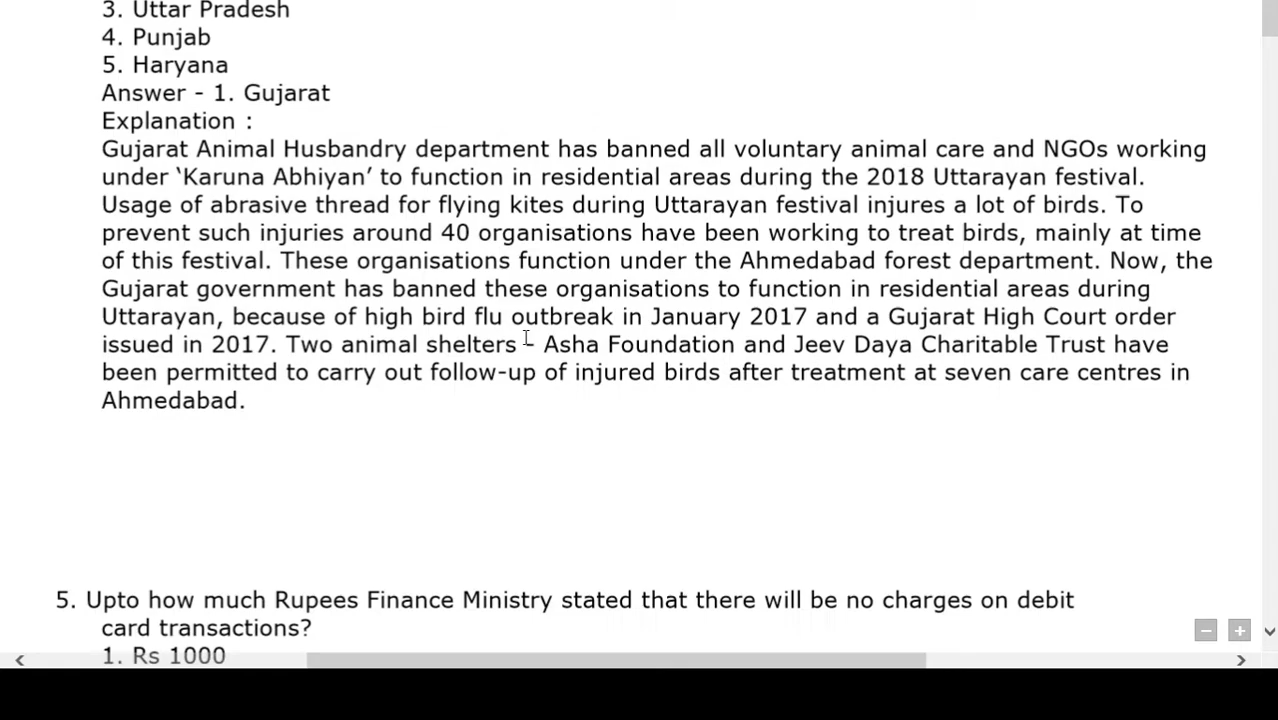 3. Uttar Pradesh
4. Punjab
5. Haryana
Answer - 1. Gujarat
Explanation :
Gujarat Animal Husbandry department has banned all voluntary animal care and NGOs working
under ‘Karuna Abhiyan’ to function in residential areas during the 2018 Uttarayan festival.
Usage of abrasive thread for flying kites during Uttarayan festival injures a lot of birds. To
prevent such injuries around 40 organisations have been working to treat birds, mainly at time
of this festival. These organisations function under the Ahmedabad forest department. Now, the
Gujarat government has banned these organisations to function in residential areas during
Uttarayan, because of high bird flu outbreak in January 2017 and a Gujarat High Court order
issued in 2017. Two animal shelters – Asha Foundation and Jeev Daya Charitable Trust have
been permitted to carry out follow-up of injured birds after treatment at seven care centres in
Ahmedabad.
5. Upto how much Rupees Finance Ministry stated that there will be no charges on debit
card transactions?
1. Rs 1000